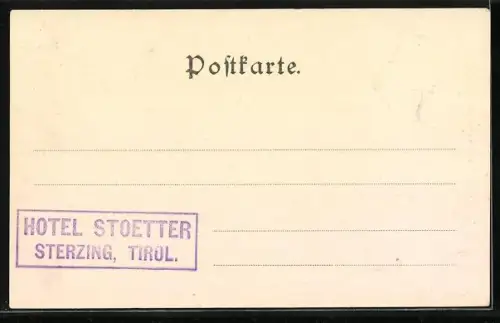 Poſtkarte.
HOTEL STOETTER
STERZING, TIROL.